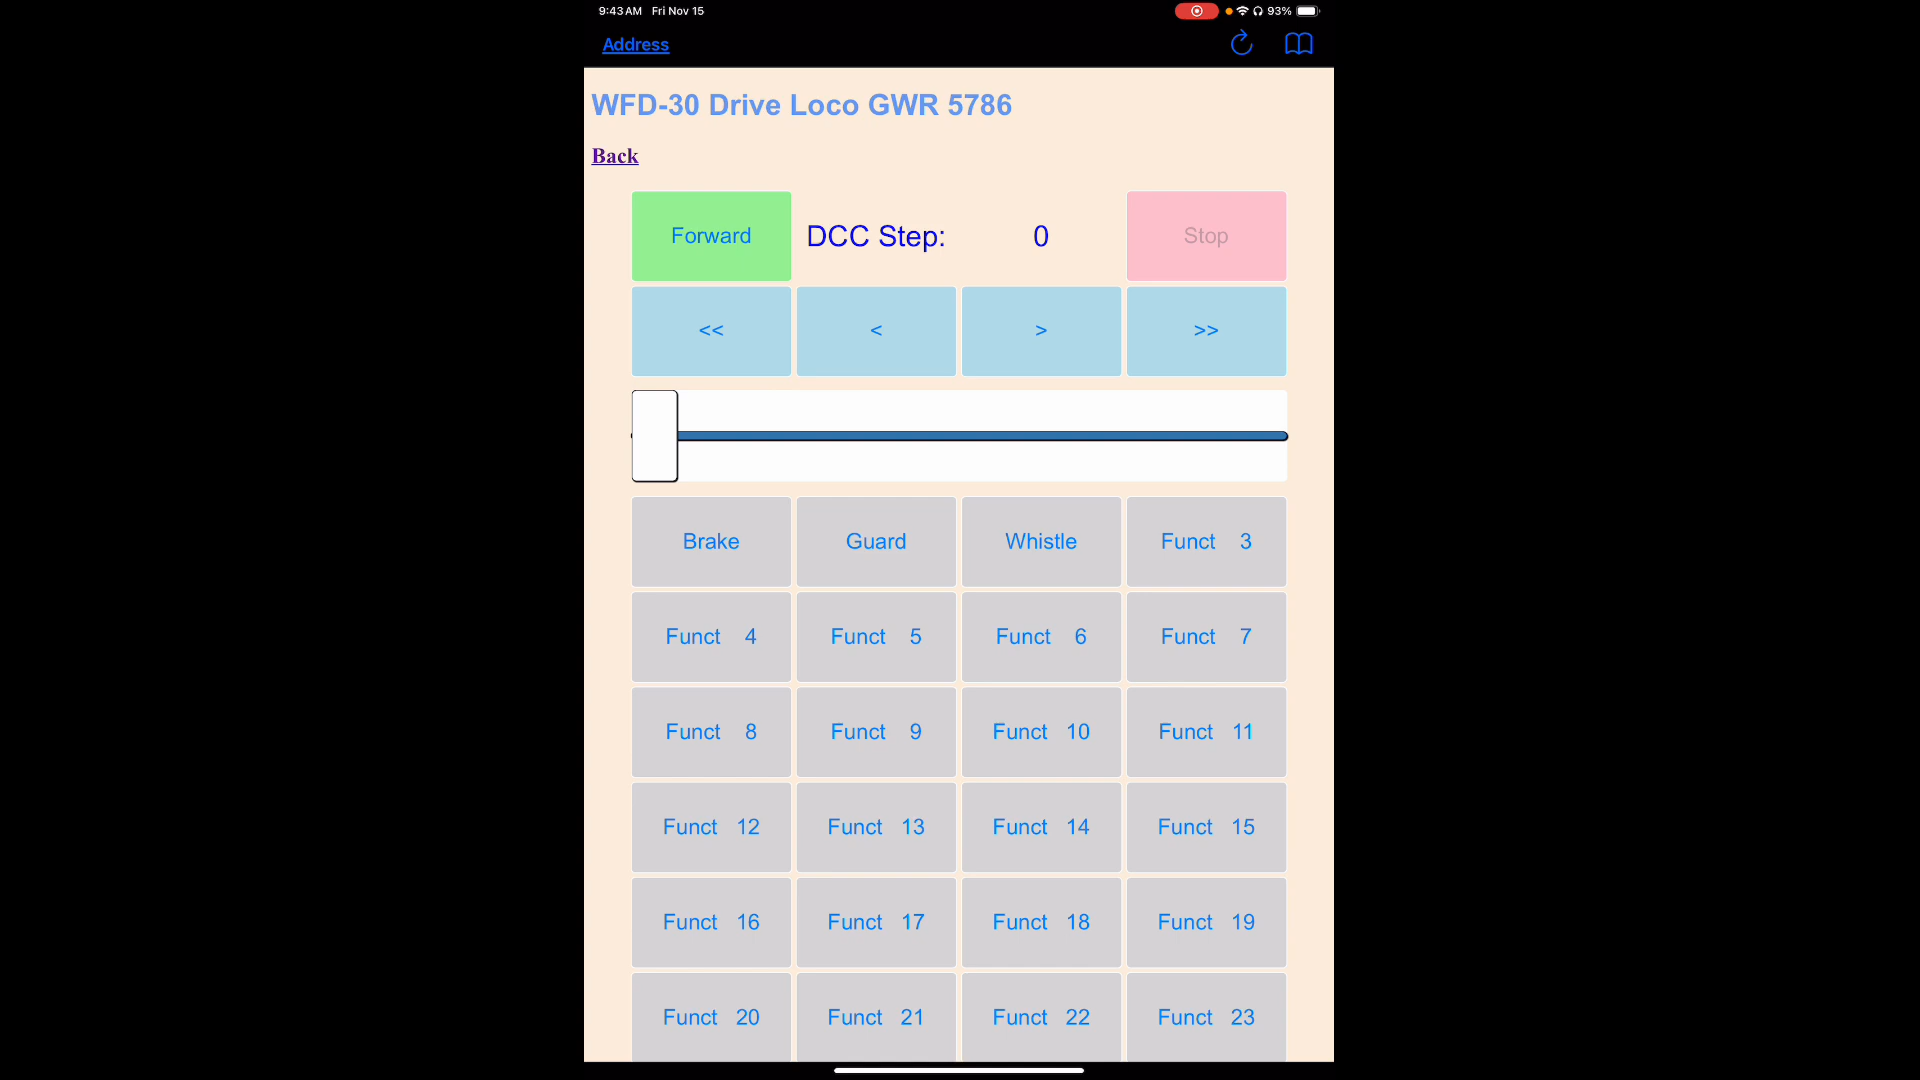 9:43 AM Fri Nov 15 93%
Address
WFD-30 Drive Loco GWR 5786
Back
Forward DCC Step: 0 Stop
<< < > >>
Brake Guard Whistle Funct 3
Funct 4 Funct 5 Funct 6 Funct 7
Funct 8 Funct 9 Funct 10 Funct 11
Funct 12 Funct 13 Funct 14 Funct 15
Funct 16 Funct 17 Funct 18 Funct 19
Funct 20 Funct 21 Funct 22 Funct 23